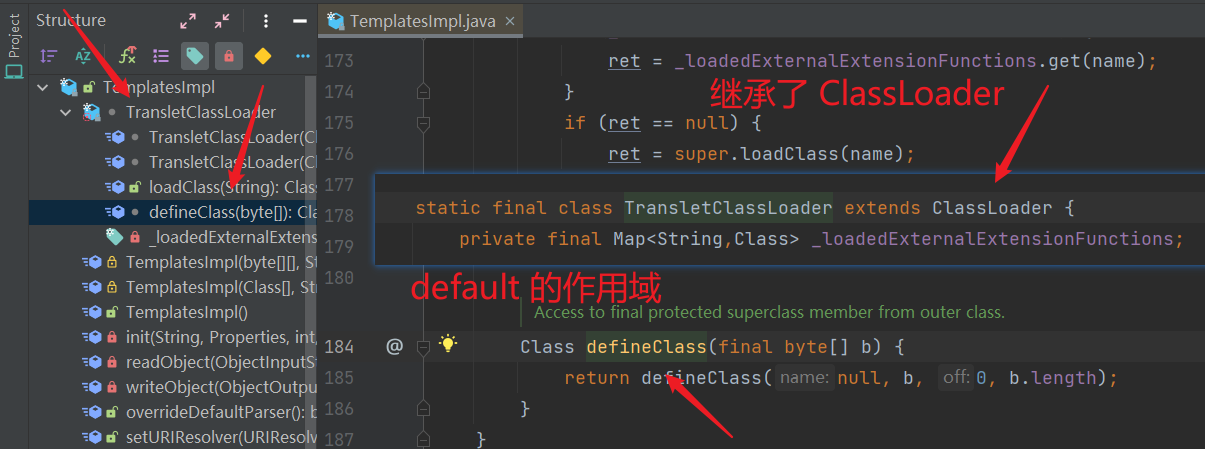 Project
Structure
TemplatesImpl
TransletClassLoader
TransletClassLoader(Cl
TransletClassLoader(Cl
loadClass(String): Class
defineClass(byte[]): Cla
_loadedExternalExtens
TemplatesImpl(byte[][], St
TemplatesImpl(Class[], Str
TemplatesImpl()
init(String, Properties, int,
readObject(ObjectInputSt
writeObject(ObjectOutpu
overrideDefaultParser(): b
setURIResolver(URIResolv
TemplatesImpl.java
173 ret = _loadedExternalExtensionFunctions.get(name);
174 }
继承了 ClassLoader
175 if (ret == null) {
176 ret = super.loadClass(name);
177
178 static final class TransletClassLoader extends ClassLoader {
179 private final Map<String,Class> _loadedExternalExtensionFunctions;
180
default 的作用域
Access to final protected superclass member from outer class.
184 @ Class defineClass(final byte[] b) {
185 return defineClass( name: null, b, off: 0, b.length);
186 }
187 }